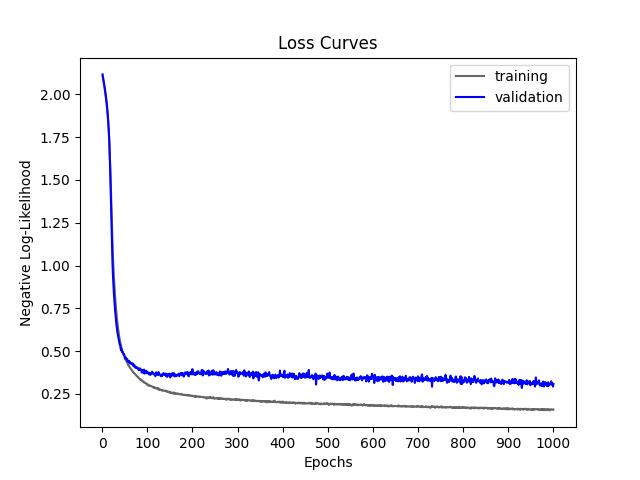 Loss Curves
training
validation
2.00
1.75
1.50
1.25
1.00
0.75
0.50
0.25
Negative Log-Likelihood
0 100 200 300 400 500 600 700 800 900 1000
Epochs